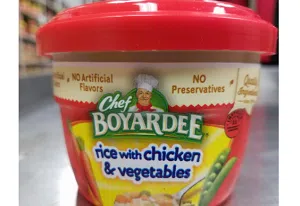 NO Artificial
Flavors
NO
Preservatives
Chef
BOYARDEE
rice with chicken
& vegetables